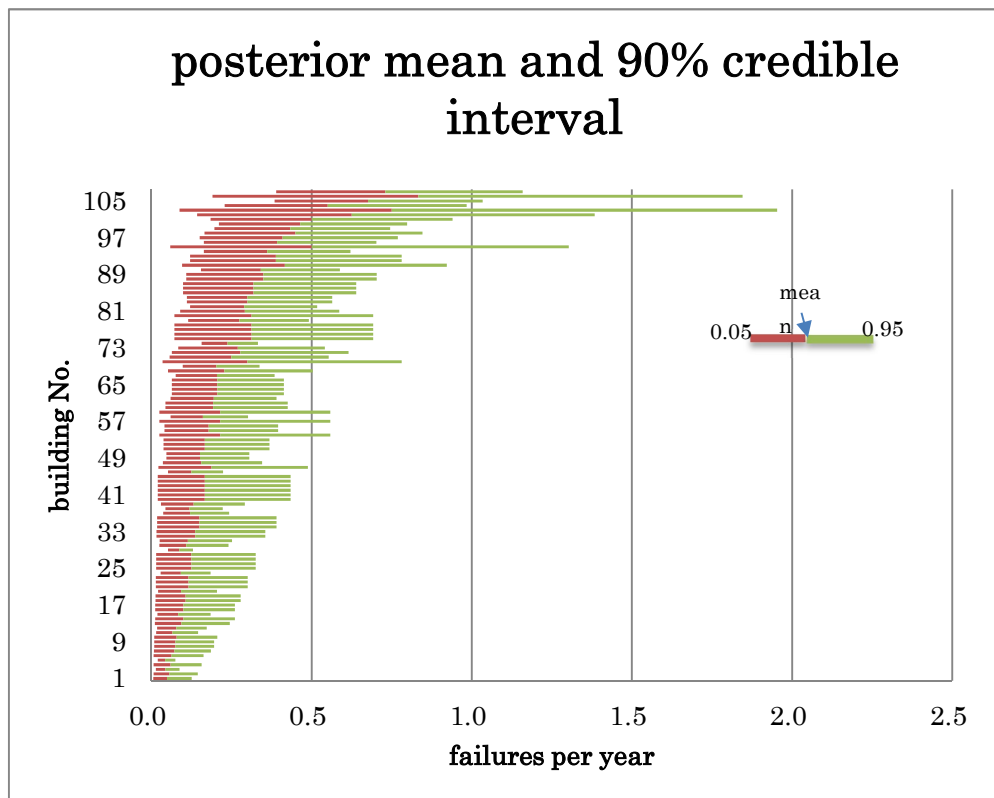 posterior mean and 90% credible
interval
105
97
89
81
73
65
57
49
41
33
25
17
9
1
building No.
mea
n
0.05
0.95
0.0 0.5 1.0 1.5 2.0 2.5
failures per year